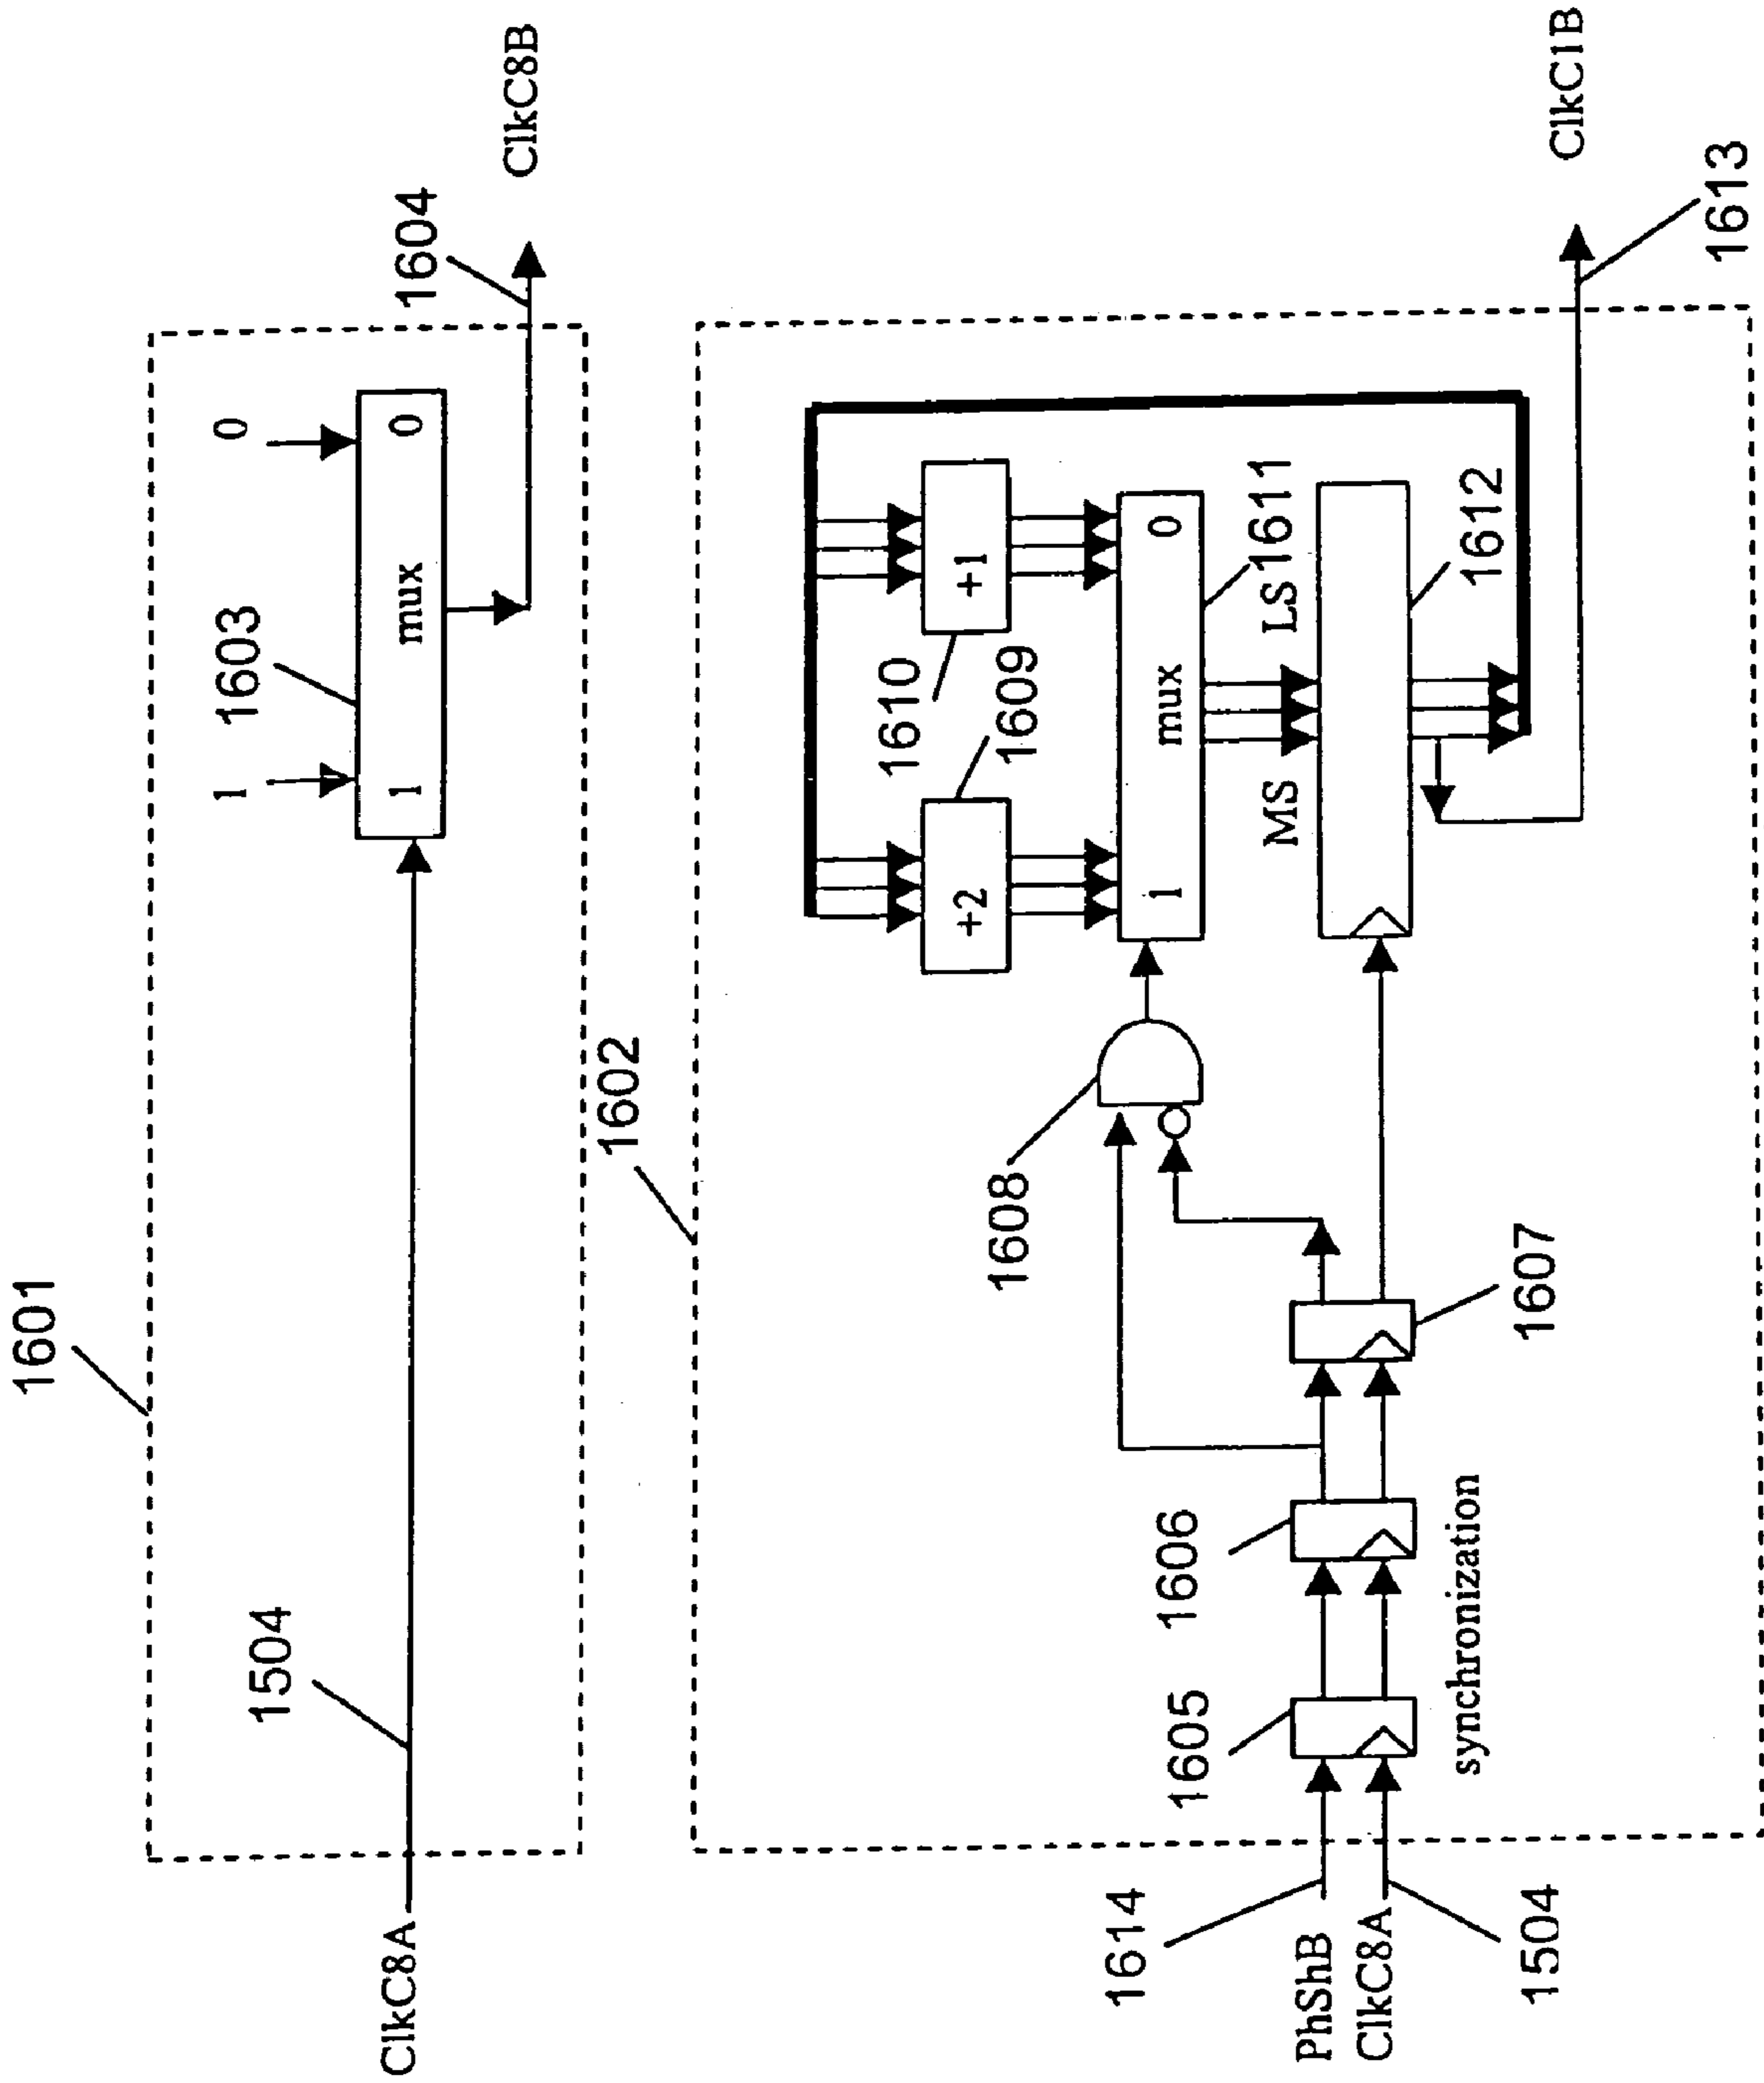 1601
ClkC8A
1504
1603
1
0
1 mux 0
1604
ClkC8B
1602
1614
PhShB
ClkC8A
1504
1605
1606
synchronization
1607
1608
1609
+2
1610
+1
1 mux 0
1611
MS LS
1612
1613
ClkC1B